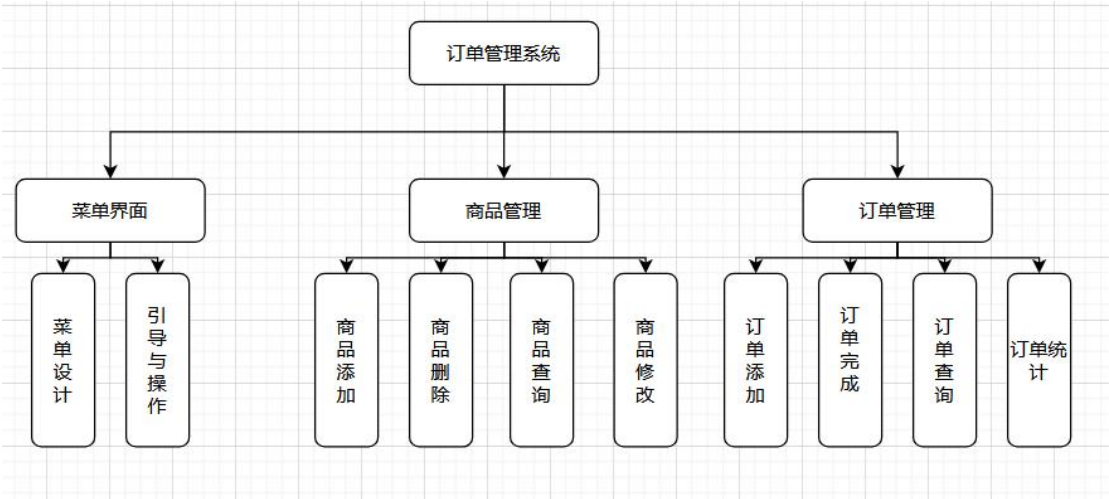 订单管理系统
菜单界面
商品管理
订单管理
菜单设计
引导与操作
商品添加
商品删除
商品查询
商品修改
订单添加
订单完成
订单查询
订单统
计